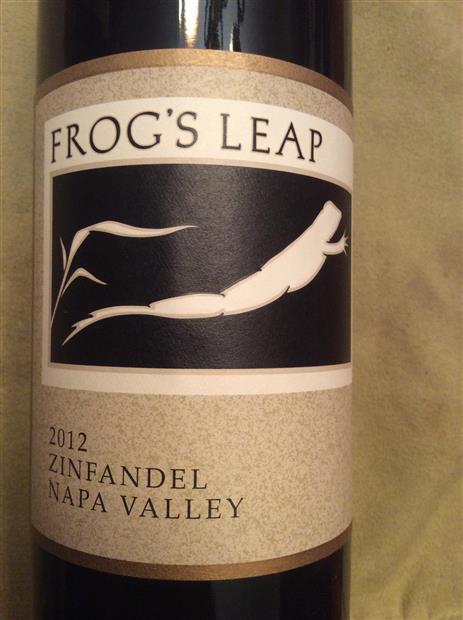 FROG'S LEAP
2012
ZINFANDEL
NAPA VALLEY